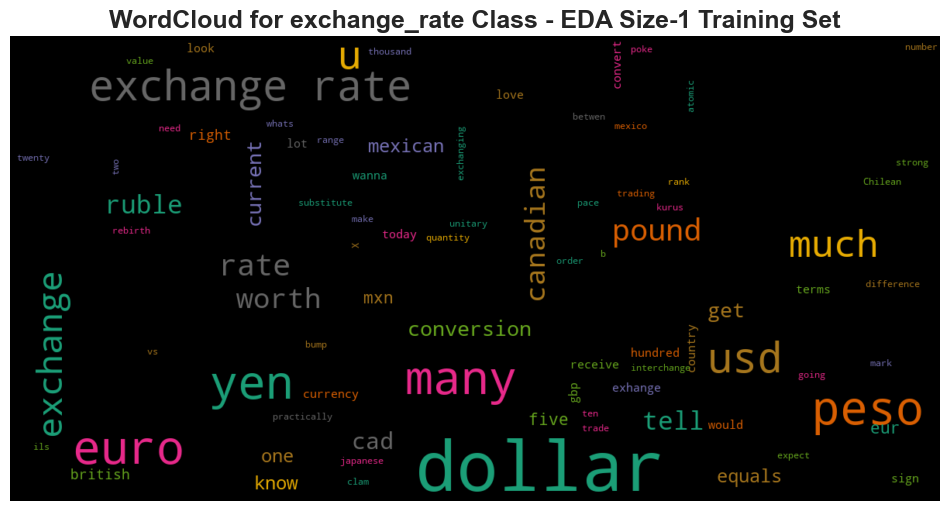 WordCloud for exchange_rate Class - EDA Size-1 Training Set
look
u
thousand
convert
poke
number
value
exchange rate
love
atomic
betwen
mexico
need
right
whats
lot
range
mexican
exchanging
current
twenty
two
wanna
canadian
rank
strong
Chilean
trading
kurus
pace
ruble
substitute
make
unitary
rebirth
today
quantity
x
pound
much
b
order
rate
worth
mxn
terms
difference
exchange
conversion
get
country
vs
bump
hundred
usd
receive
interchange
mark
going
yen
many
currency
gbp
exhange
peso
practically
five
ten
trade
tell
would
eur
euro
cad
ils
british
one
know
japanese
clam
dollar
equals
expect
sign